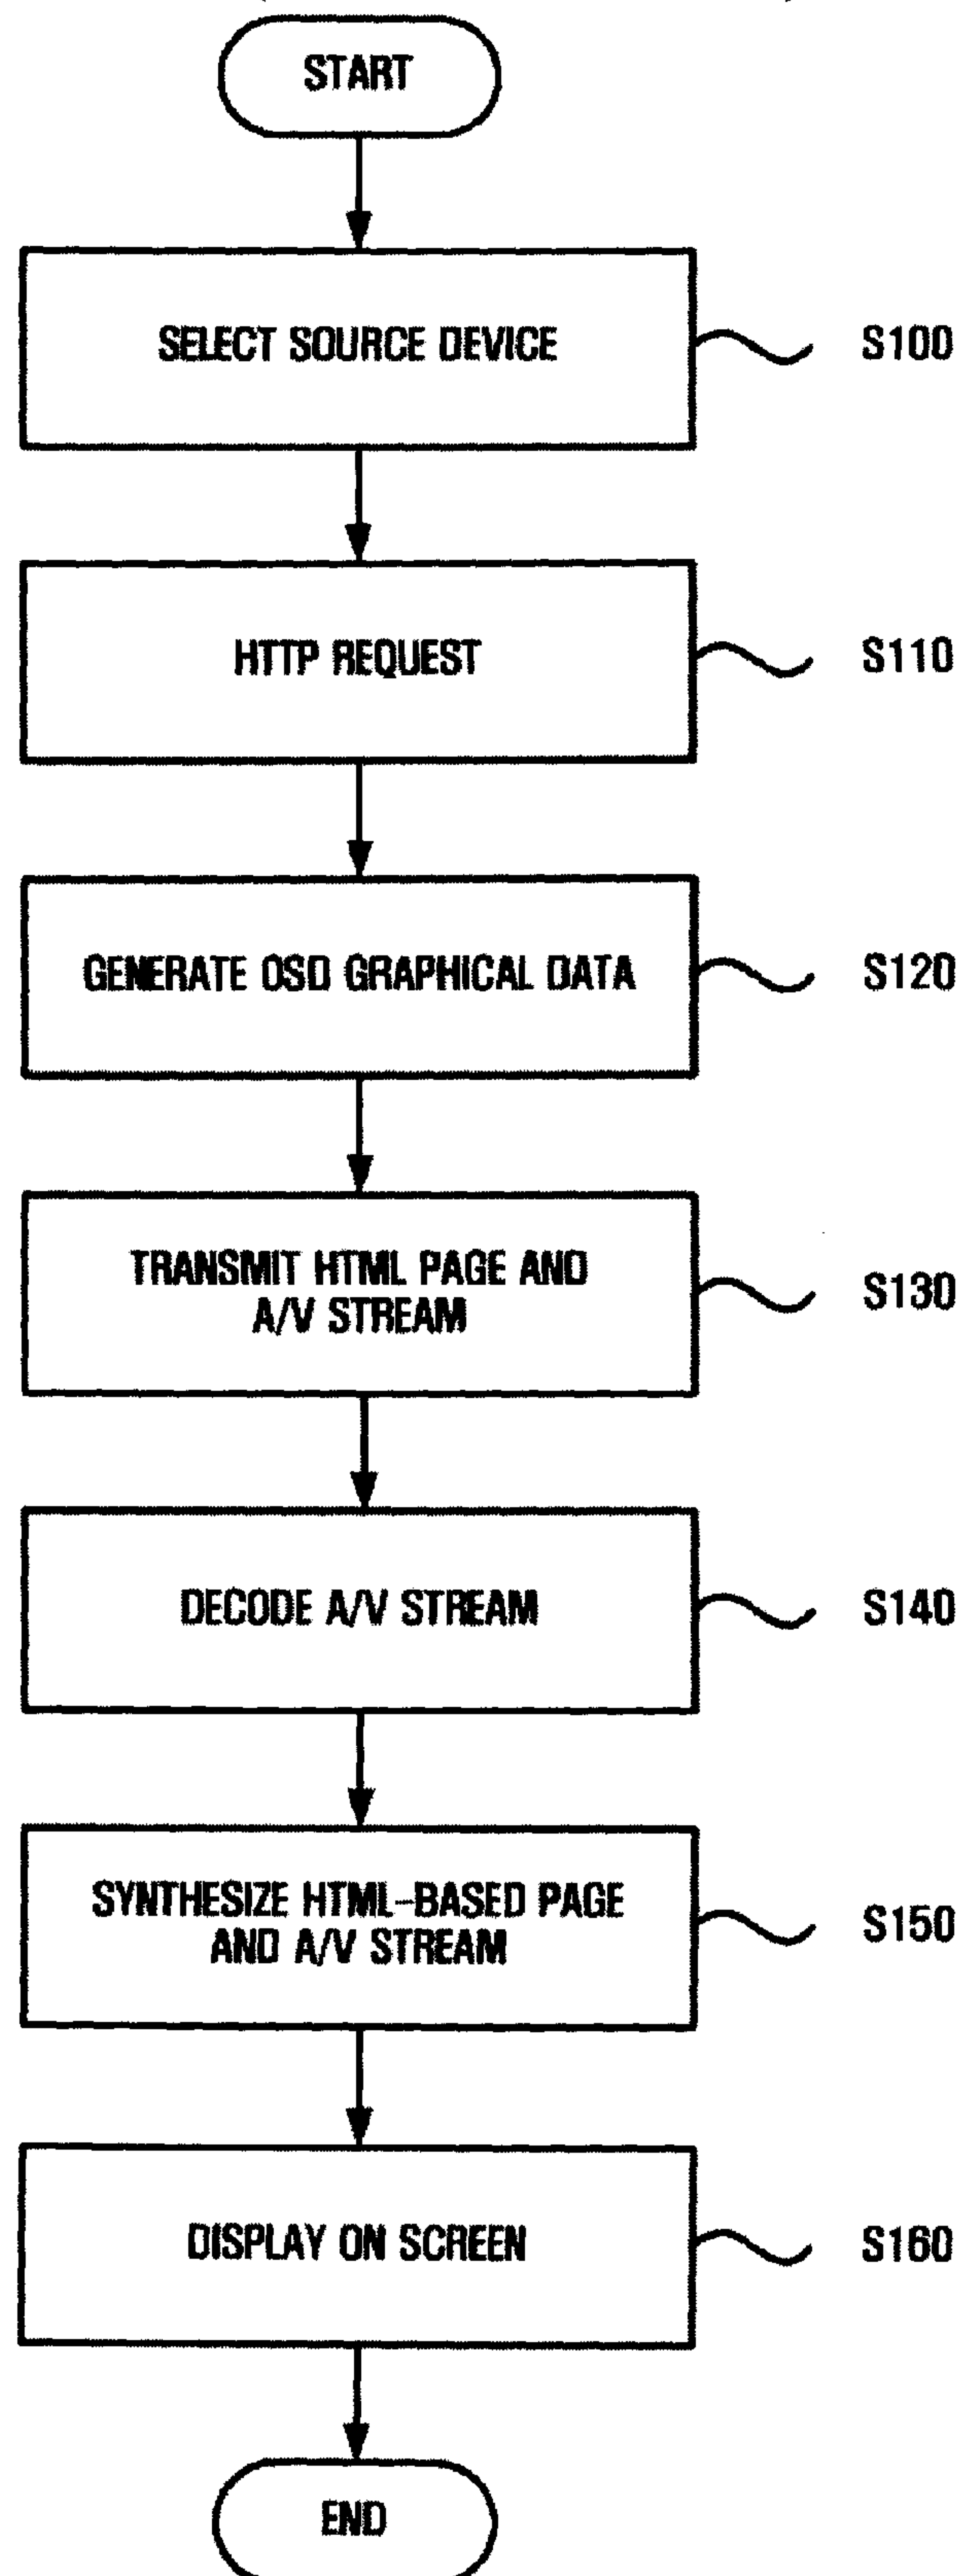 START
SELECT SOURCE DEVICE
S100
HTTP REQUEST
S110
GENERATE OSD GRAPHICAL DATA
S120
TRANSMIT HTML PAGE AND
A/V STREAM
S130
DECODE A/V STREAM
S140
SYNTHESIZE HTML-BASED PAGE
AND A/V STREAM
S150
DISPLAY ON SCREEN
S160
END